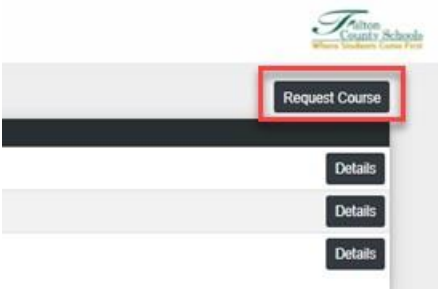 Fulton
County Schools
Where Students Come First
Request Course
Details
Details
Details